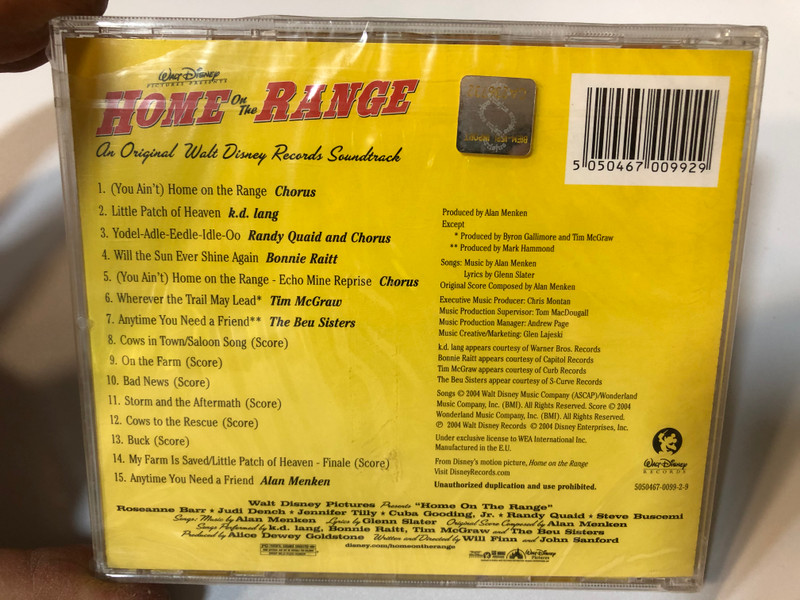 Walt Disney
PICTURES PRESENTS
HOME On The RANGE
An Original Walt Disney Records Soundtrack
1. (You Ain't) Home on the Range Chorus
2. Little Patch of Heaven k.d. lang
3. Yodel-Adle-Eedle-Idle-Oo Randy Quaid and Chorus
4. Will the Sun Ever Shine Again Bonnie Raitt
5. (You Ain't) Home on the Range - Echo Mine Reprise Chorus
6. Wherever the Trail May Lead* Tim McGraw
7. Anytime You Need a Friend** The Beu Sisters
8. Cows in Town/Saloon Song (Score)
9. On the Farm (Score)
10. Bad News (Score)
11. Storm and the Aftermath (Score)
12. Cows to the Rescue (Score)
13. Buck (Score)
14. My Farm Is Saved/Little Patch of Heaven - Finale (Score)
15. Anytime You Need a Friend Alan Menken
5 050467 009929
Produced by Alan Menken
Except
* Produced by Byron Gallimore and Tim McGraw
** Produced by Mark Hammond
Songs: Music by Alan Menken
Lyrics by Glenn Slater
Original Score Composed by Alan Menken
Executive Music Producer: Chris Montan
Music Production Supervisor: Tom MacDougall
Music Production Manager: Andrew Page
Music Creative/Marketing: Glen Lajeski
k.d. lang appears courtesy of Warner Bros. Records
Bonnie Raitt appears courtesy of Capitol Records
Tim McGraw appears courtesy of Curb Records
The Beu Sisters appear courtesy of S-Curve Records
Songs © 2004 Walt Disney Music Company (ASCAP)/Wonderland
Music Company, Inc. (BMI). All Rights Reserved. Score © 2004
Wonderland Music Company, Inc. (BMI). All Rights Reserved.
℗ 2004 Walt Disney Records © 2004 Disney Enterprises, Inc.
Under exclusive license to WEA International Inc.
Manufactured in the E.U.
From Disney's motion picture, Home on the Range
Visit DisneyRecords.com
Unauthorized duplication and use prohibited.
Walt Disney
RECORDS
5050467-0099-2-9
Walt Disney Pictures Presents "Home On The Range"
Roseanne Barr • Judi Dench • Jennifer Tilly • Cuba Gooding, Jr. • Randy Quaid • Steve Buscemi
Songs: Music by Alan Menken Lyrics by Glenn Slater Original Score Composed by Alan Menken
Songs Performed by k.d. lang, Bonnie Raitt, Tim McGraw and The Beu Sisters
Produced by Alice Dewey Goldstone Written and Directed by Will Finn and John Sanford
disney.com/homeontherange
Walt Disney
Pictures